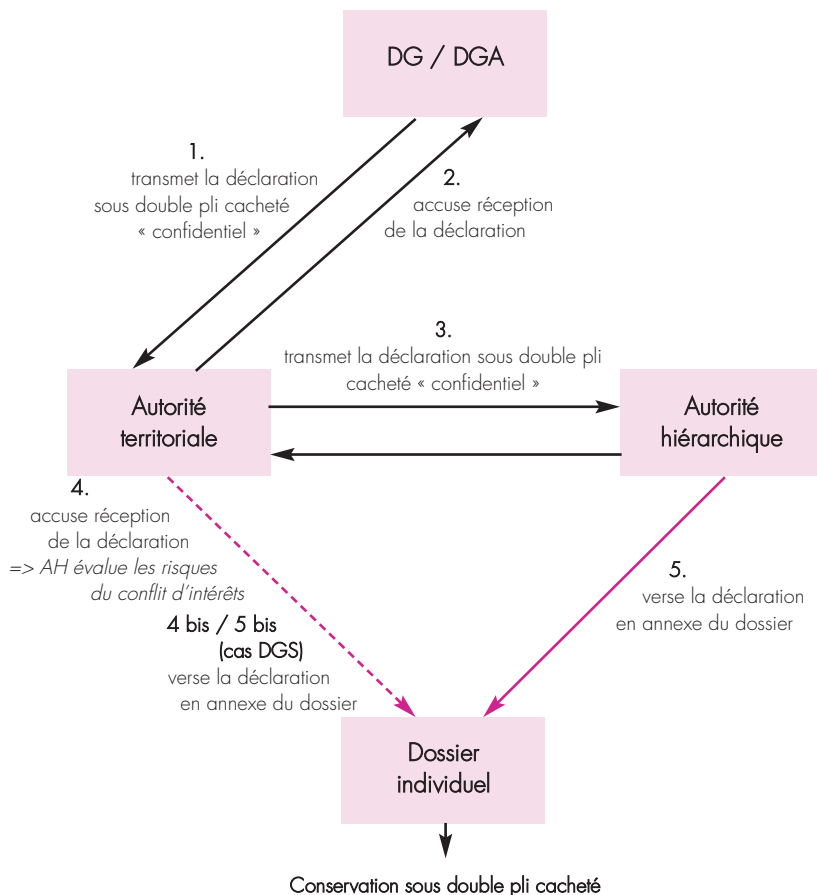 DG / DGA
1.
transmet la déclaration
sous double pli cacheté
« confidentiel »
2.
accuse réception
de la déclaration
3.
transmet la déclaration sous double pli
cacheté « confidentiel »
Autorité
territoriale
Autorité
hiérarchique
4.
accuse réception
de la déclaration
=> AH évalue les risques
du conflit d’intérêts
4 bis / 5 bis
(cas DGS)
verse la déclaration
en annexe du dossier
5.
verse la déclaration
en annexe du dossier
Dossier
individuel
Conservation sous double pli cacheté